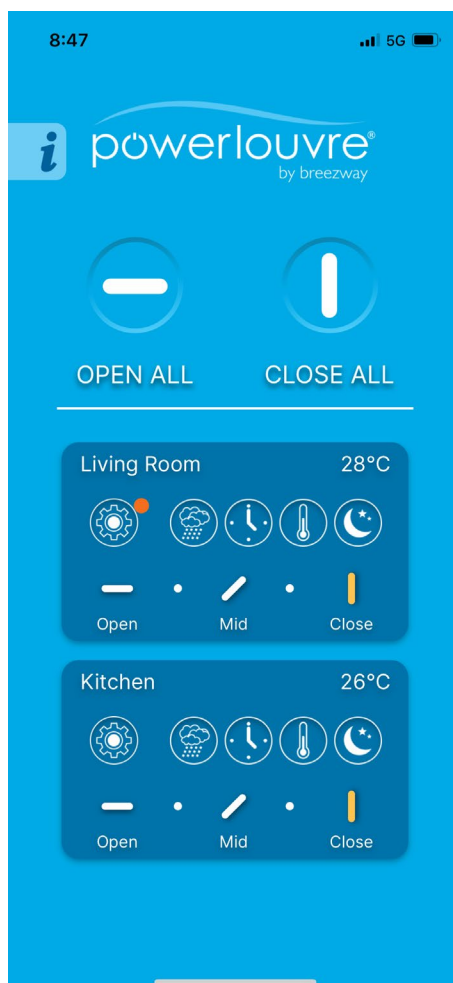 8:47
5G
i
powerlouvre®
by breezway
OPEN ALL
CLOSE ALL
Living Room
28°C
Open
Mid
Close
Kitchen
26°C
Open
Mid
Close